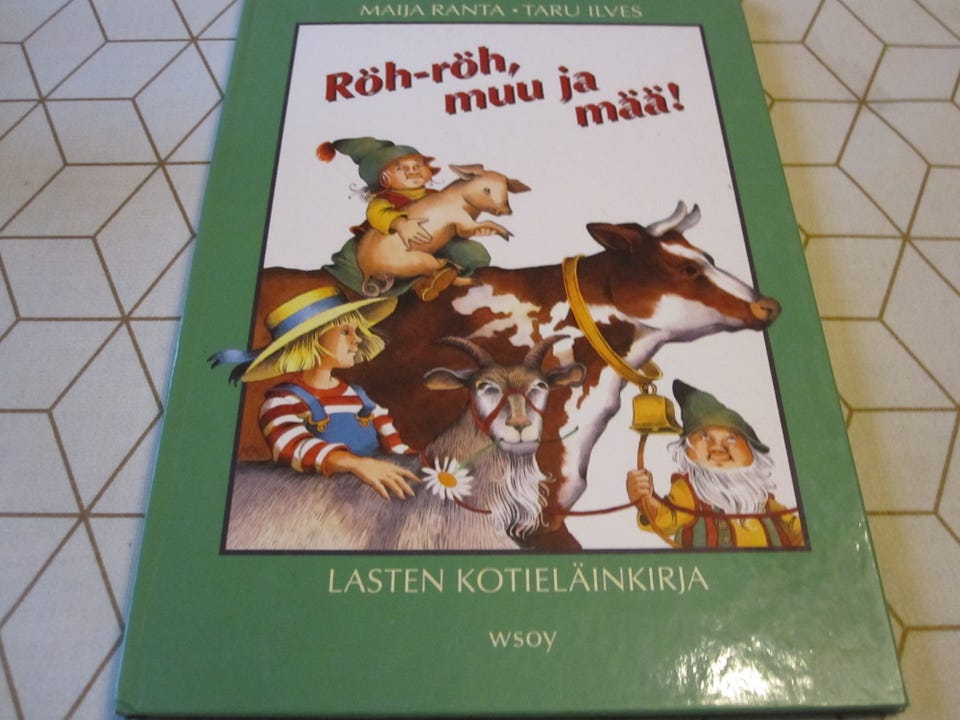 MAIJA RANTA • TARU ILVES
Röh-röh,
muu ja
mää!
LASTEN KOTIELÄINKIRJA
wsoy